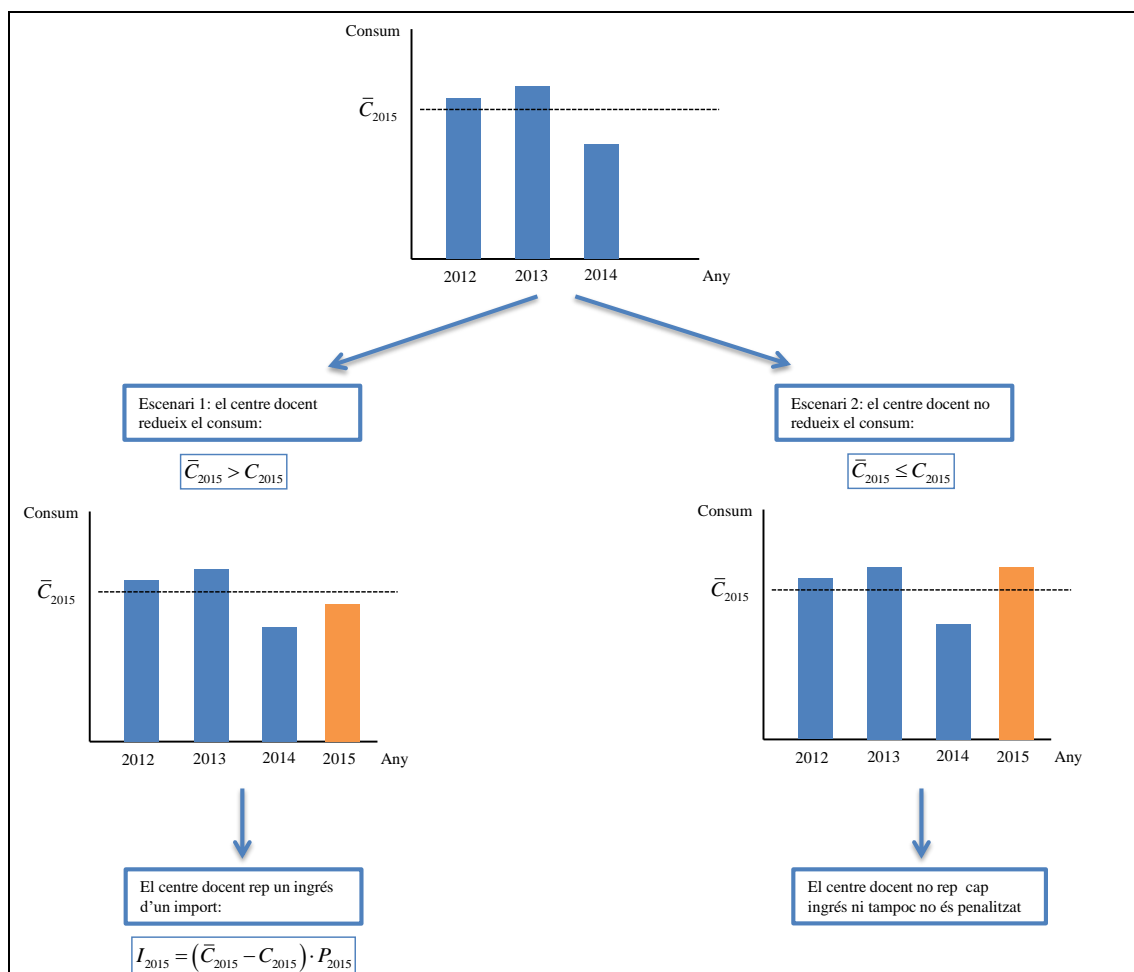 Consum
C̄₂₀₁₅
2012 2013 2014 Any
Escenari 1: el centre docent
redueix el consum:
C̄₂₀₁₅ > C₂₀₁₅
Consum
C̄₂₀₁₅
2012 2013 2014 2015 Any
El centre docent rep un ingrés
d’un import:
I₂₀₁₅ = (C̄₂₀₁₅ − C₂₀₁₅) · P₂₀₁₅
Escenari 2: el centre docent no
redueix el consum:
C̄₂₀₁₅ ≤ C₂₀₁₅
Consum
C̄₂₀₁₅
2012 2013 2014 2015 Any
El centre docent no rep cap
ingrés ni tampoc no és penalitzat